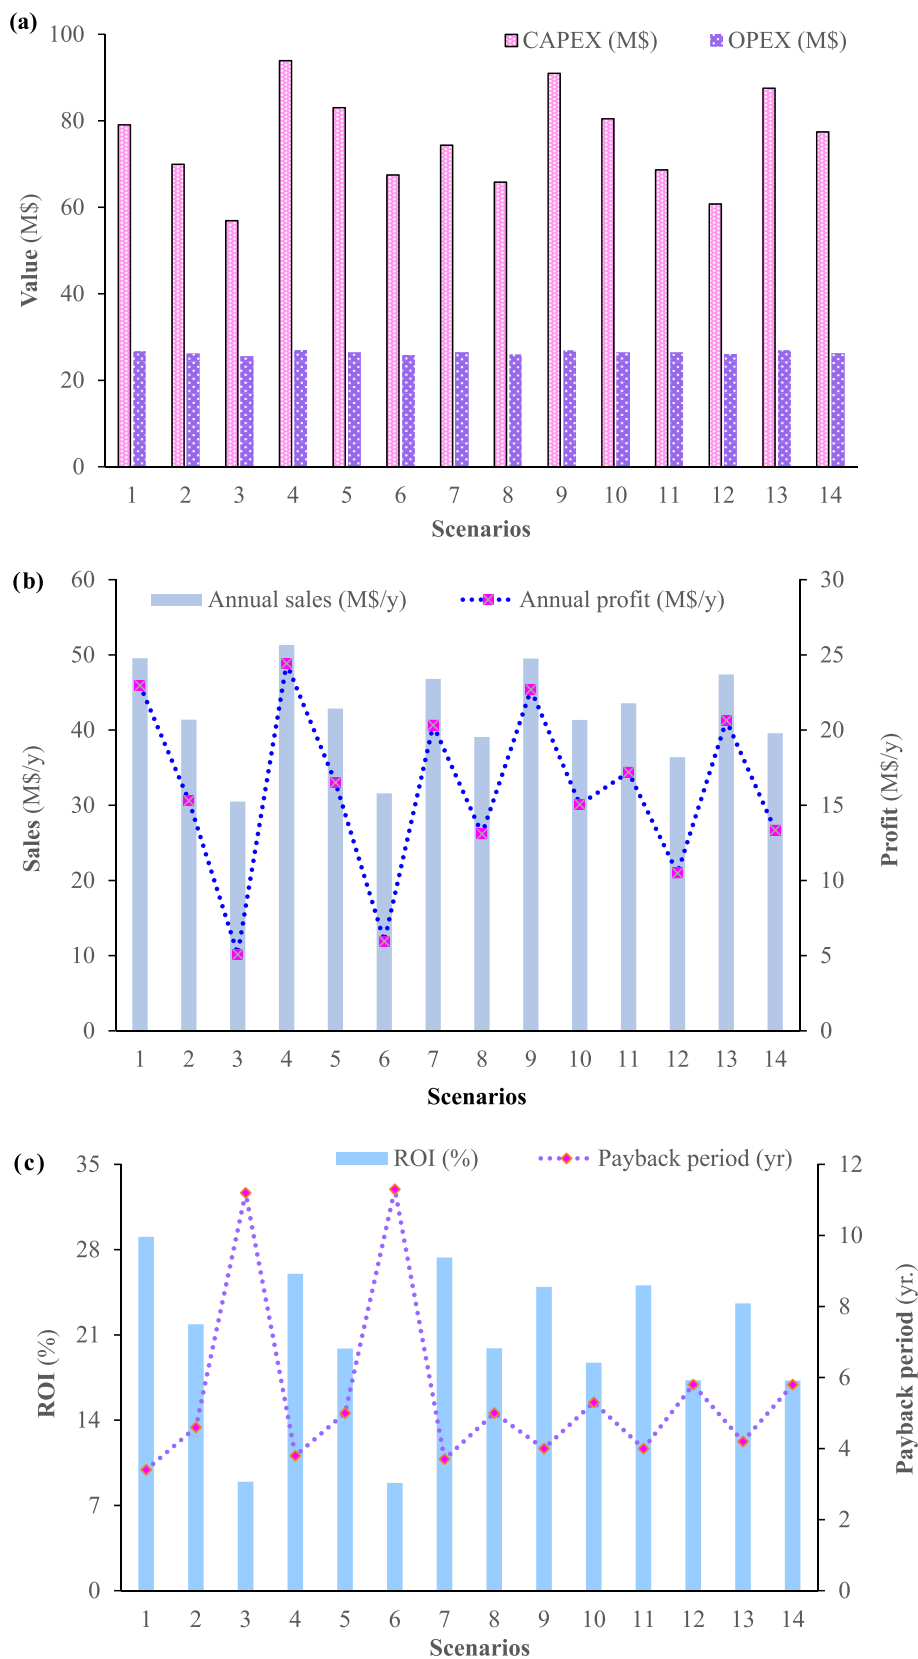 (a)
CAPEX (M$) OPEX (M$)
100
80
60
40
20
0
Value (M$)
1 2 3 4 5 6 7 8 9 10 11 12 13 14
Scenarios
(b)
Annual sales (M$/y) Annual profit (M$/y)
60
50
40
30
20
10
0
Sales (M$/y)
30
25
20
15
10
5
0
Profit (M$/y)
1 2 3 4 5 6 7 8 9 10 11 12 13 14
Scenarios
(c)
ROI (%) Payback period (yr)
35
28
21
14
7
0
ROI (%)
12
10
8
6
4
2
0
Payback period (yr.)
1 2 3 4 5 6 7 8 9 10 11 12 13 14
Scenarios